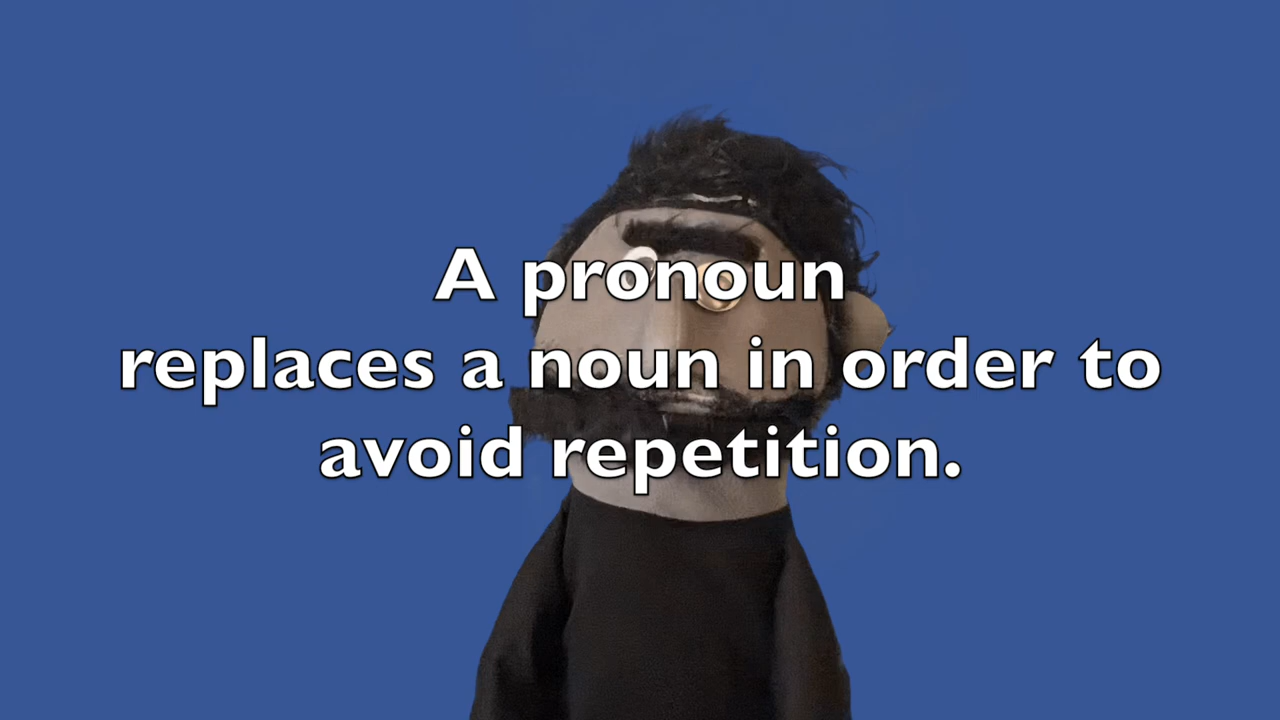 A pronoun
replaces a noun in order to
avoid repetition.